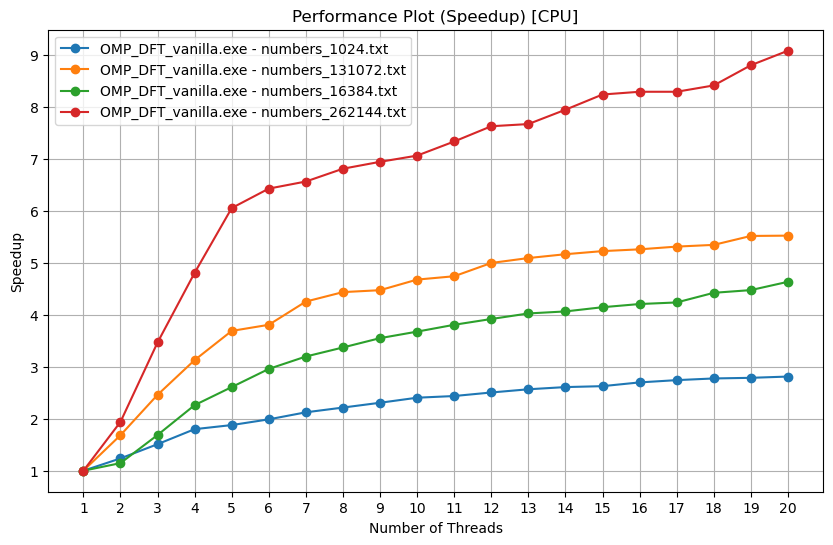 Performance Plot (Speedup) [CPU]
OMP_DFT_vanilla.exe - numbers_1024.txt
OMP_DFT_vanilla.exe - numbers_131072.txt
OMP_DFT_vanilla.exe - numbers_16384.txt
OMP_DFT_vanilla.exe - numbers_262144.txt
9
8
7
6
5
4
3
2
1
Speedup
1 2 3 4 5 6 7 8 9 10 11 12 13 14 15 16 17 18 19 20
Number of Threads